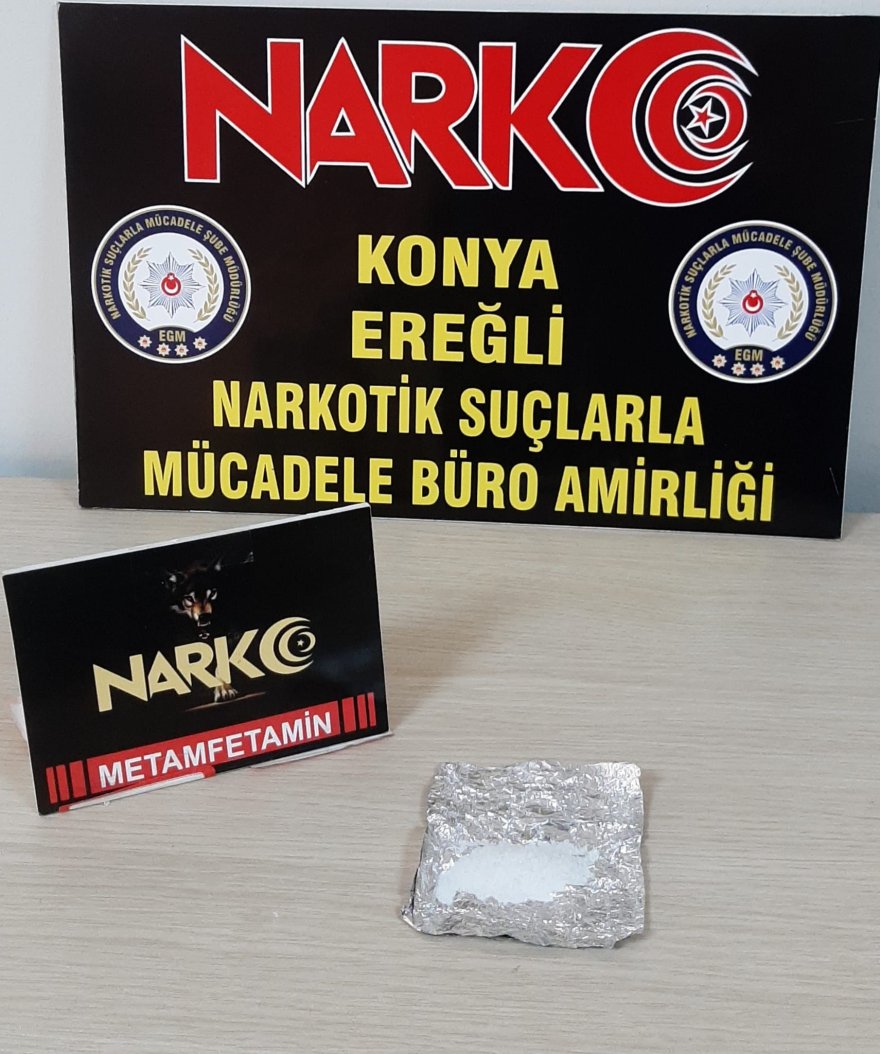 NARKO
KONYA
EREĞLİ
NARKOTİK SUÇLARLA
MÜCADELE BÜRO AMİRLİĞİ
NARKOTİK SUÇLARLA MÜCADELE ŞUBE MÜDÜRLÜĞÜ
EGM
NARKOTİK SUÇLARLA MÜCADELE ŞUBE MÜDÜRLÜĞÜ
EGM
NARKO
METAMFETAMİN